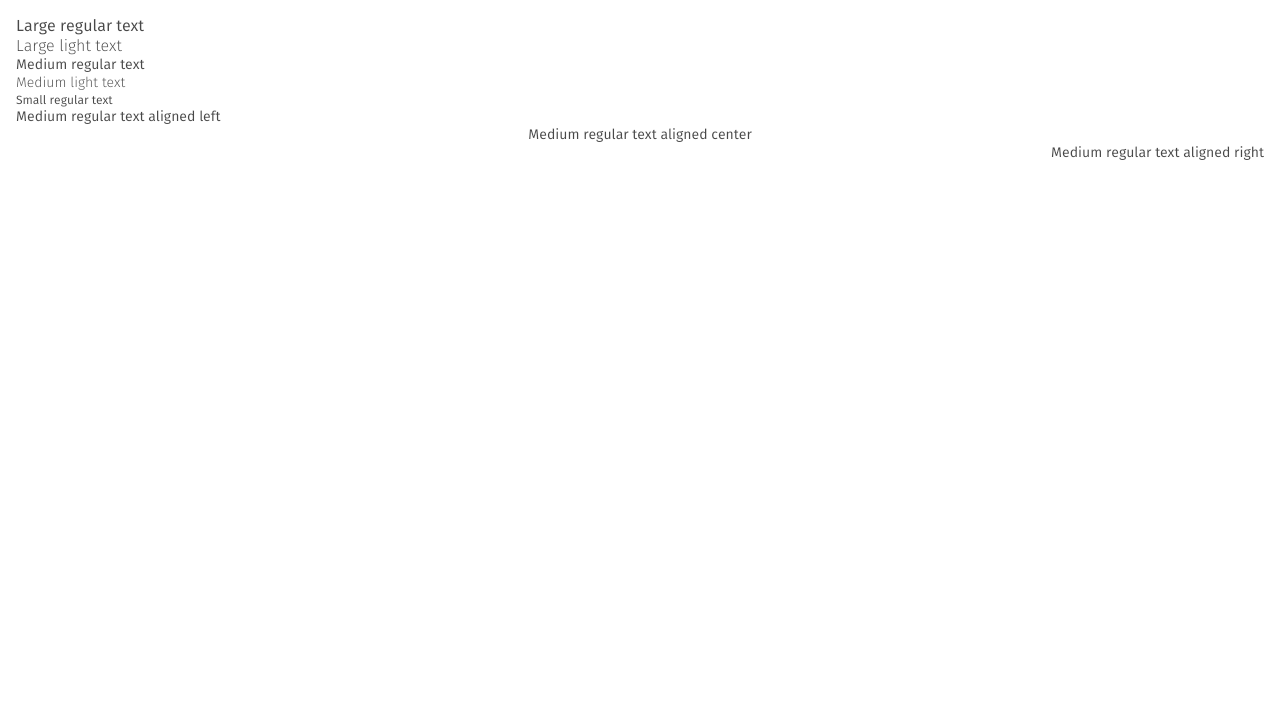 Large regular text
Large light text
Medium regular text
Medium light text
Small regular text
Medium regular text aligned left
Medium regular text aligned center
Medium regular text aligned right